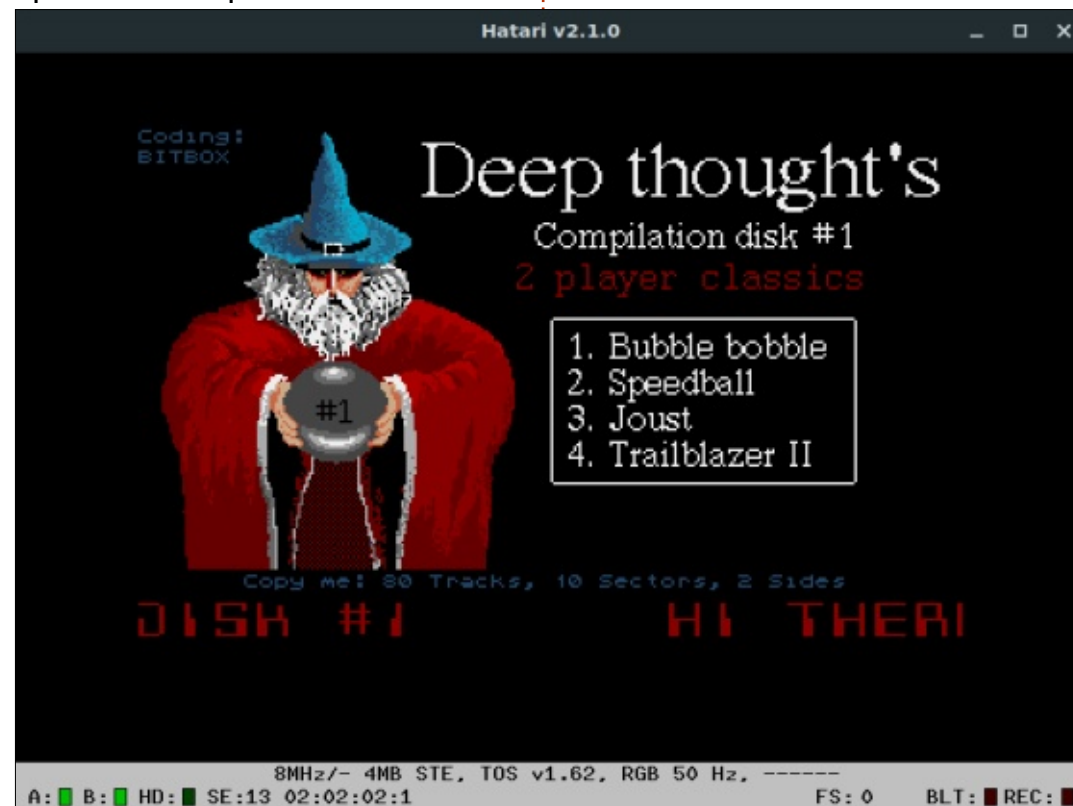 Hatari v2.1.0
Coding:
BITBOX
Deep thought's
Compilation disk #1
2 player classics
1. Bubble bobble
2. Speedball
3. Joust
4. Trailblazer II
#1
Copy me: 80 Tracks, 10 Sectors, 2 Sides
DISK #1 HI THER
8MHz/- 4MB STE, TOS v1.62, RGB 50 Hz, ------
A: B: HD: SE:13 02:02:02:1 FS: 0 BLT: REC: